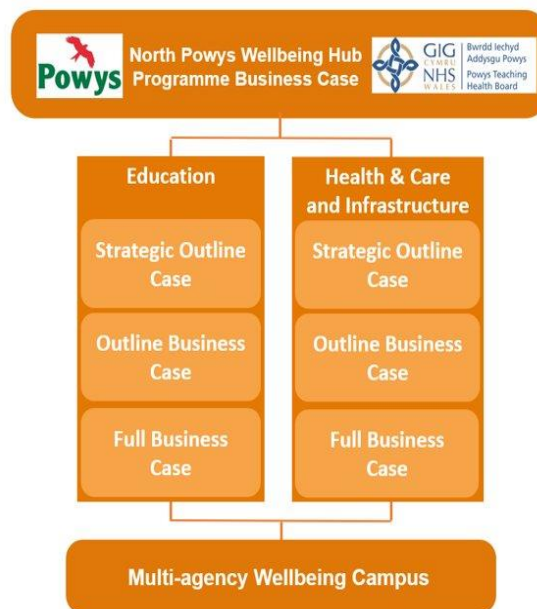 Powys
North Powys Wellbeing Hub
Programme Business Case
GIG
CYMRU
NHS
WALES
Bwrdd Iechyd
Addysgu Powys
Powys Teaching
Health Board
Education
Strategic Outline
Case
Outline Business
Case
Full Business
Case
Health & Care
and Infrastructure
Strategic Outline
Case
Outline Business
Case
Full Business
Case
Multi-agency Wellbeing Campus